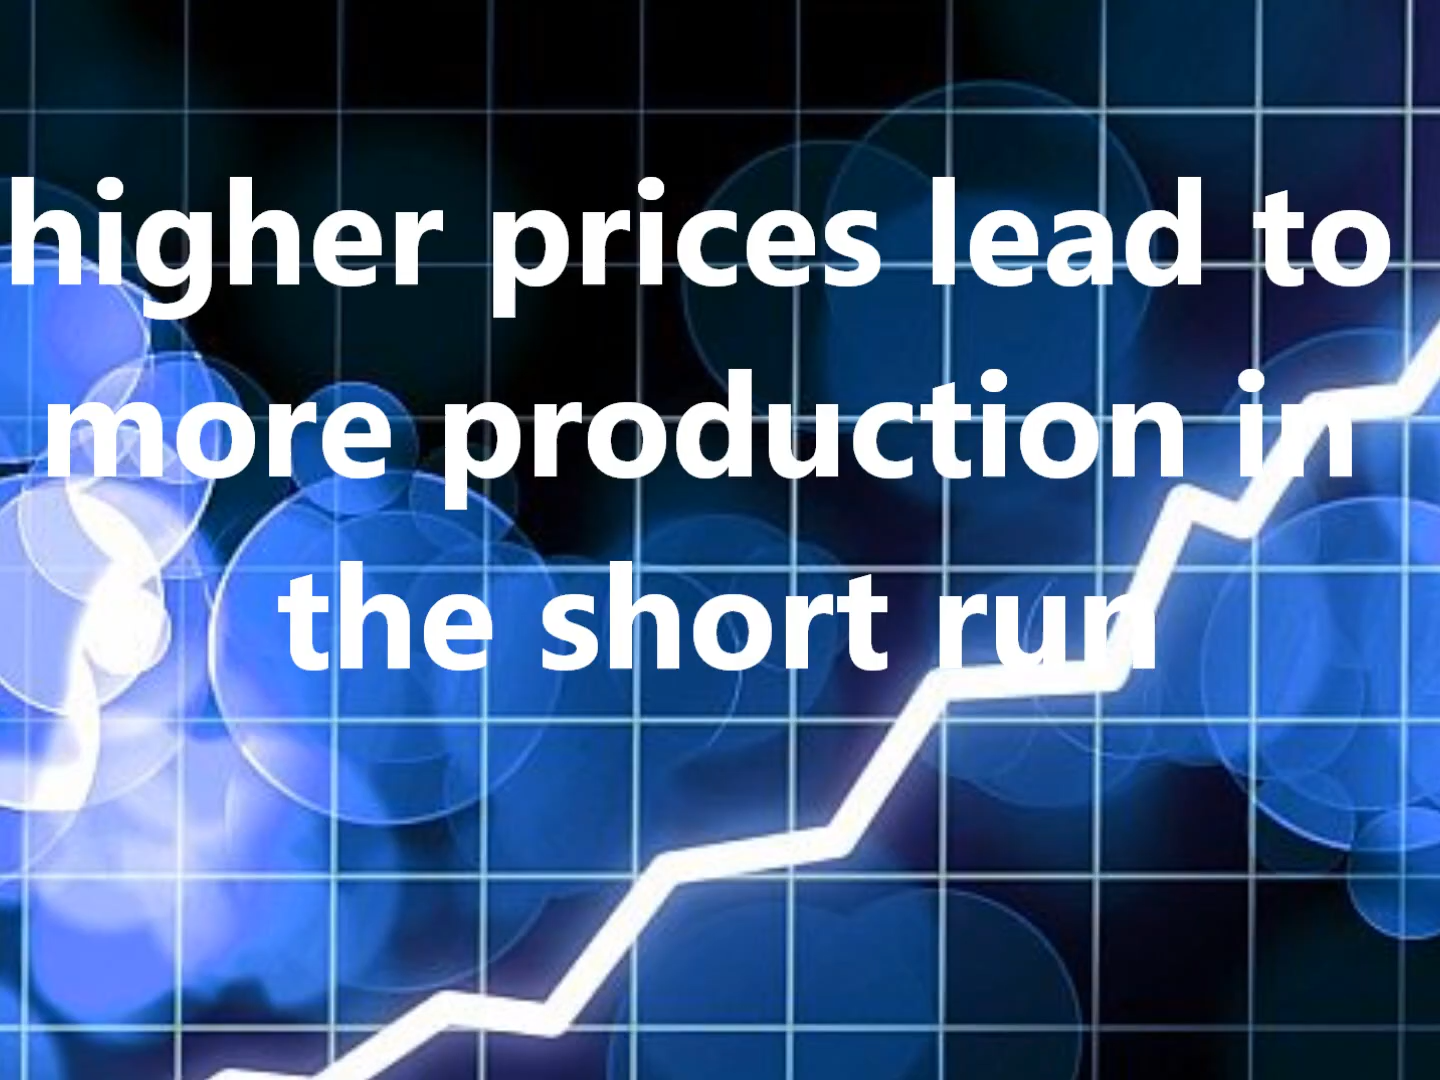 higher prices lead to
more production in
the short run